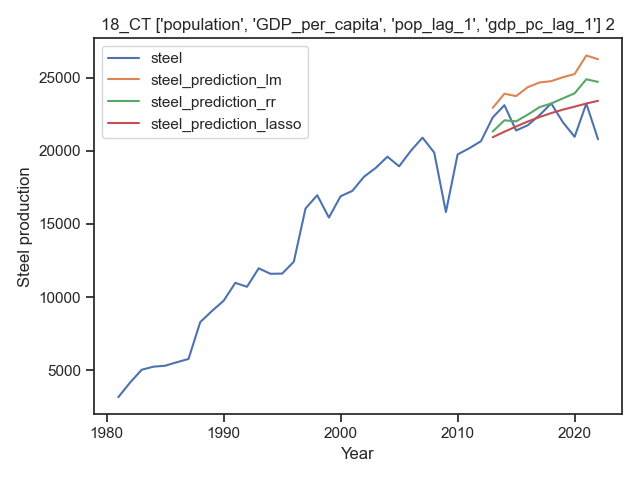 18_CT ['population', 'GDP_per_capita', 'pop_lag_1', 'gdp_pc_lag_1'] 2
steel
steel_prediction_lm
steel_prediction_rr
steel_prediction_lasso
Steel production
25000
20000
15000
10000
5000
1980
1990
2000
2010
2020
Year